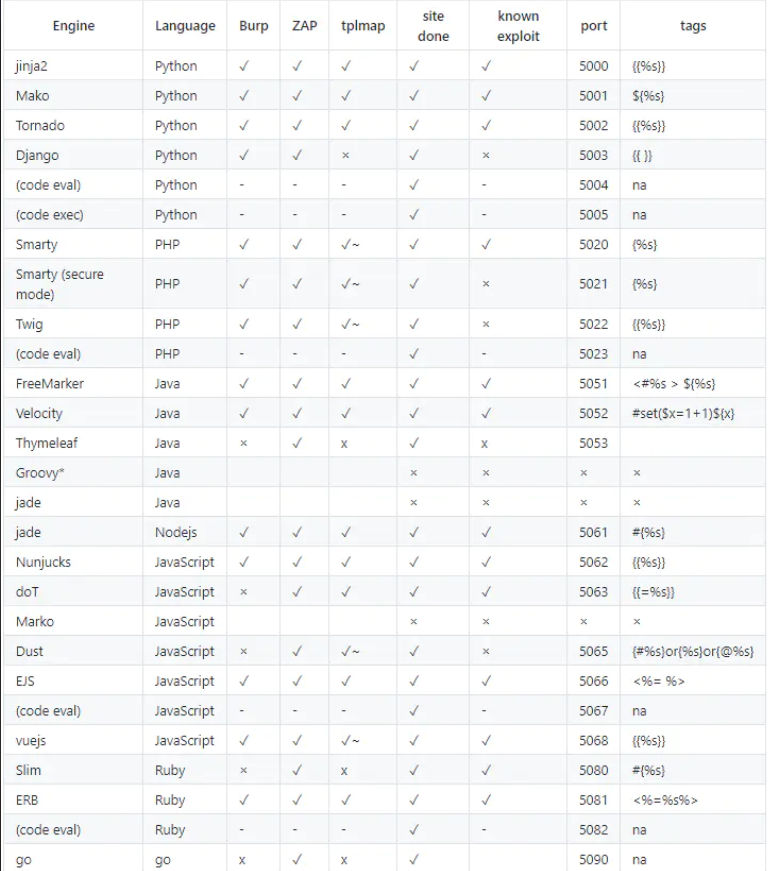 Engine Language Burp ZAP tplmap site done known exploit port tags
jinja2 Python ✓ ✓ ✓ ✓ ✓ 5000 {{%s}}
Mako Python ✓ ✓ ✓ ✓ ✓ 5001 ${%s}
Tornado Python ✓ ✓ ✓ ✓ ✓ 5002 {{%s}}
Django Python ✓ ✓ × ✓ × 5003 {{ }}
(code eval) Python - - - ✓ - 5004 na
(code exec) Python - - - ✓ - 5005 na
Smarty PHP ✓ ✓ ✓~ ✓ ✓ 5020 {%s}
Smarty (secure mode) PHP ✓ ✓ ✓~ ✓ × 5021 {%s}
Twig PHP ✓ ✓ ✓~ ✓ × 5022 {{%s}}
(code eval) PHP - - - ✓ - 5023 na
FreeMarker Java ✓ ✓ ✓ ✓ ✓ 5051 <#%s > ${%s}
Velocity Java ✓ ✓ ✓ ✓ ✓ 5052 #set($x=1+1)${x}
Thymeleaf Java × ✓ x ✓ x 5053
Groovy* Java × × × ×
jade Java × × × ×
jade Nodejs ✓ ✓ ✓ ✓ ✓ 5061 #{%s}
Nunjucks JavaScript ✓ ✓ ✓ ✓ ✓ 5062 {{%s}}
doT JavaScript × ✓ ✓ ✓ ✓ 5063 {{=%s}}
Marko JavaScript × × × ×
Dust JavaScript × ✓ ✓~ ✓ × 5065 {#%s}or{%s}or{@%s}
EJS JavaScript ✓ ✓ ✓ ✓ ✓ 5066 <%= %>
(code eval) JavaScript - - - ✓ - 5067 na
vuejs JavaScript ✓ ✓ ✓~ ✓ ✓ 5068 {{%s}}
Slim Ruby × ✓ x ✓ ✓ 5080 #{%s}
ERB Ruby ✓ ✓ ✓ ✓ ✓ 5081 <%=%s%>
(code eval) Ruby - - - ✓ - 5082 na
go go x ✓ x ✓ 5090 na